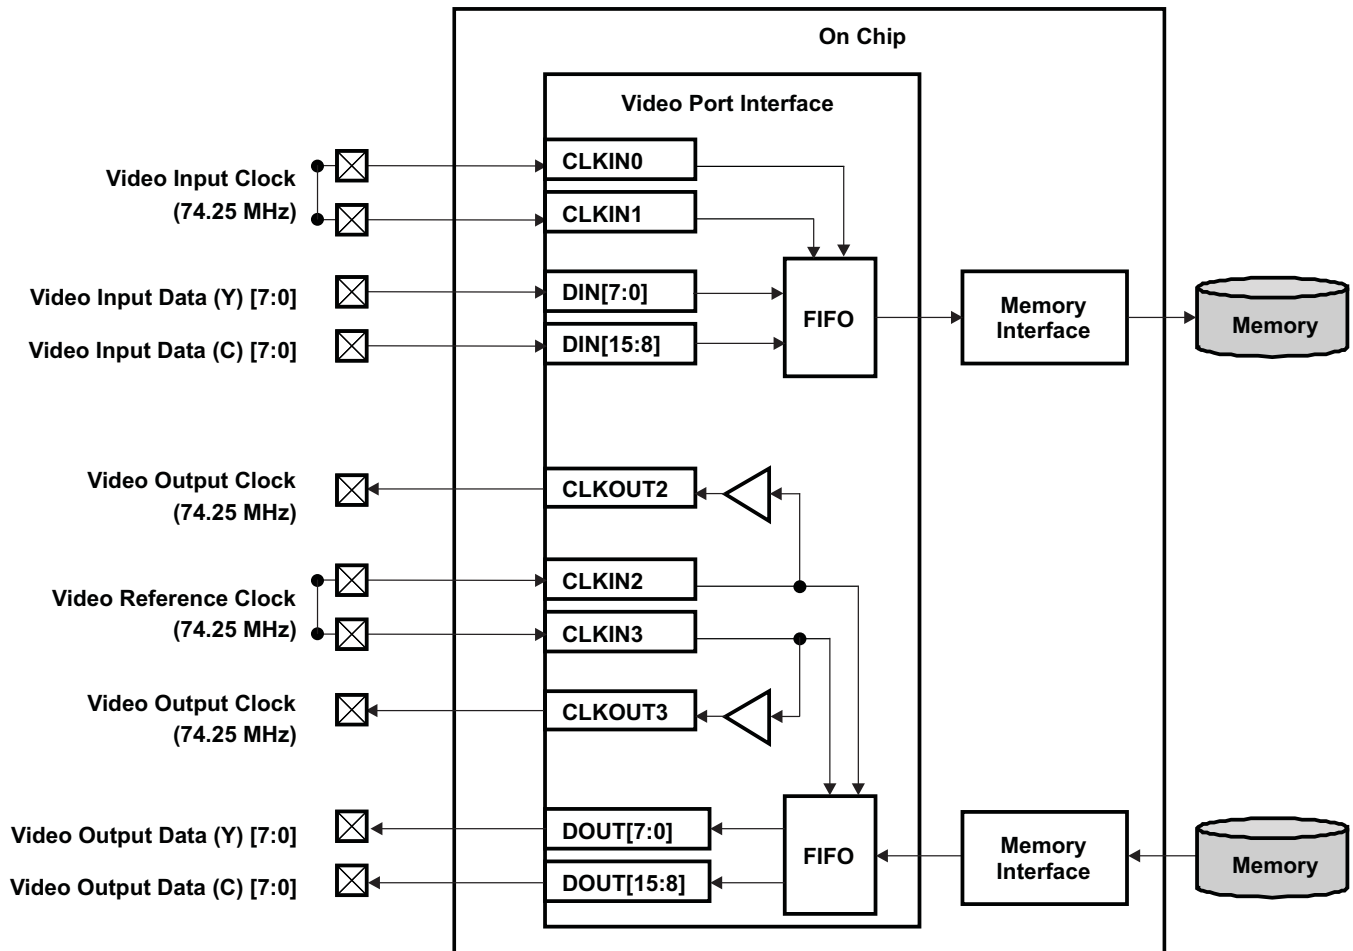 On Chip
Video Port Interface
Video Input Clock
(74.25 MHz)
CLKIN0
CLKIN1
Video Input Data (Y) [7:0]
DIN[7:0]
Video Input Data (C) [7:0]
DIN[15:8]
FIFO
Memory
Interface
Memory
Video Output Clock
(74.25 MHz)
CLKOUT2
Video Reference Clock
(74.25 MHz)
CLKIN2
CLKIN3
Video Output Clock
(74.25 MHz)
CLKOUT3
Video Output Data (Y) [7:0]
DOUT[7:0]
Video Output Data (C) [7:0]
DOUT[15:8]
FIFO
Memory
Interface
Memory